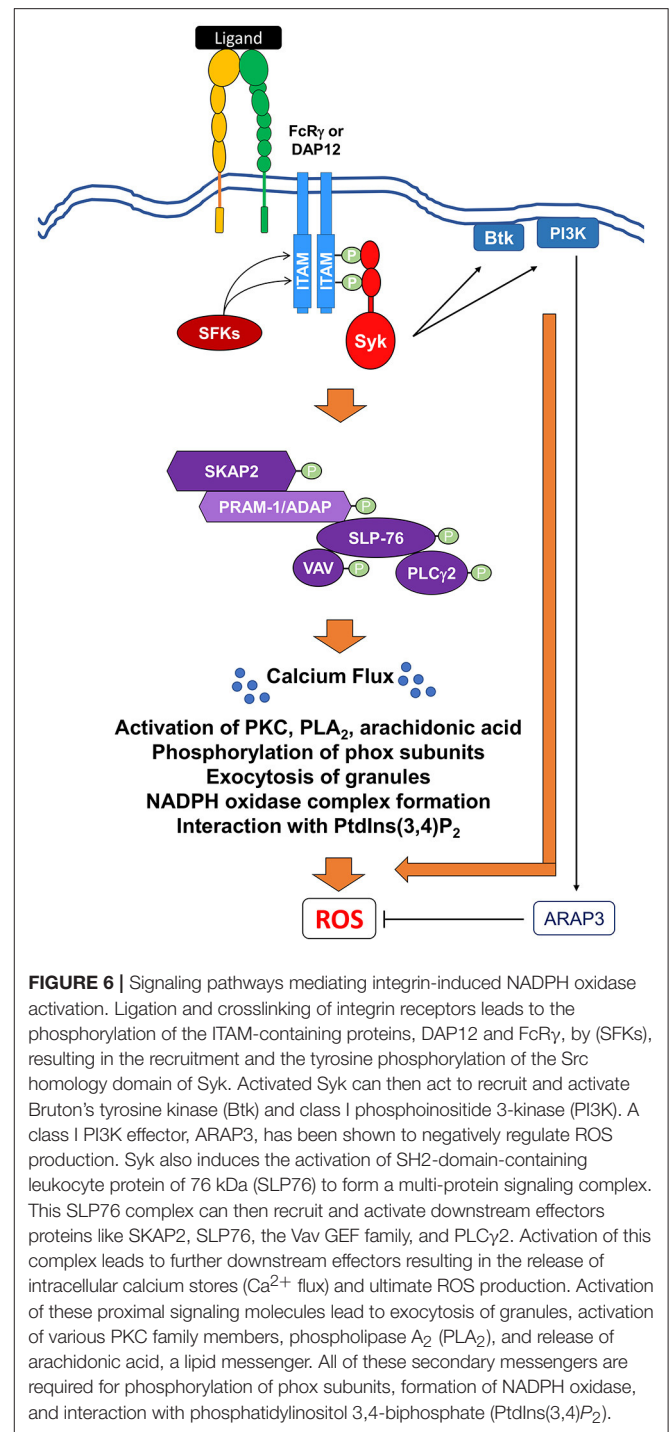 Ligand
FcRγ or
DAP12
Btk
PI3K
ITAM
ITAM
P
P
SFKs
Syk
SKAP2
P
PRAM-1/ADAP
P
SLP-76
P
VAV
P
PLCγ2
P
Calcium Flux
Activation of PKC, PLA₂, arachidonic acid
Phosphorylation of phox subunits
Exocytosis of granules
NADPH oxidase complex formation
Interaction with PtdIns(3,4)P₂
ROS
ARAP3
FIGURE 6 | Signaling pathways mediating integrin-induced NADPH oxidase
activation. Ligation and crosslinking of integrin receptors leads to the
phosphorylation of the ITAM-containing proteins, DAP12 and FcRγ, by (SFKs),
resulting in the recruitment and the tyrosine phosphorylation of the Src
homology domain of Syk. Activated Syk can then act to recruit and activate
Bruton's tyrosine kinase (Btk) and class I phosphoinositide 3-kinase (PI3K). A
class I PI3K effector, ARAP3, has been shown to negatively regulate ROS
production. Syk also induces the activation of SH2-domain-containing
leukocyte protein of 76 kDa (SLP76) to form a multi-protein signaling complex.
This SLP76 complex can then recruit and activate downstream effectors
proteins like SKAP2, SLP76, the Vav GEF family, and PLCγ2. Activation of this
complex leads to further downstream effectors resulting in the release of
intracellular calcium stores (Ca²⁺ flux) and ultimate ROS production. Activation
of these proximal signaling molecules lead to exocytosis of granules, activation
of various PKC family members, phospholipase A₂ (PLA₂), and release of
arachidonic acid, a lipid messenger. All of these secondary messengers are
required for phosphorylation of phox subunits, formation of NADPH oxidase,
and interaction with phosphatidylinositol 3,4-biphosphate (PtdIns(3,4)P₂).